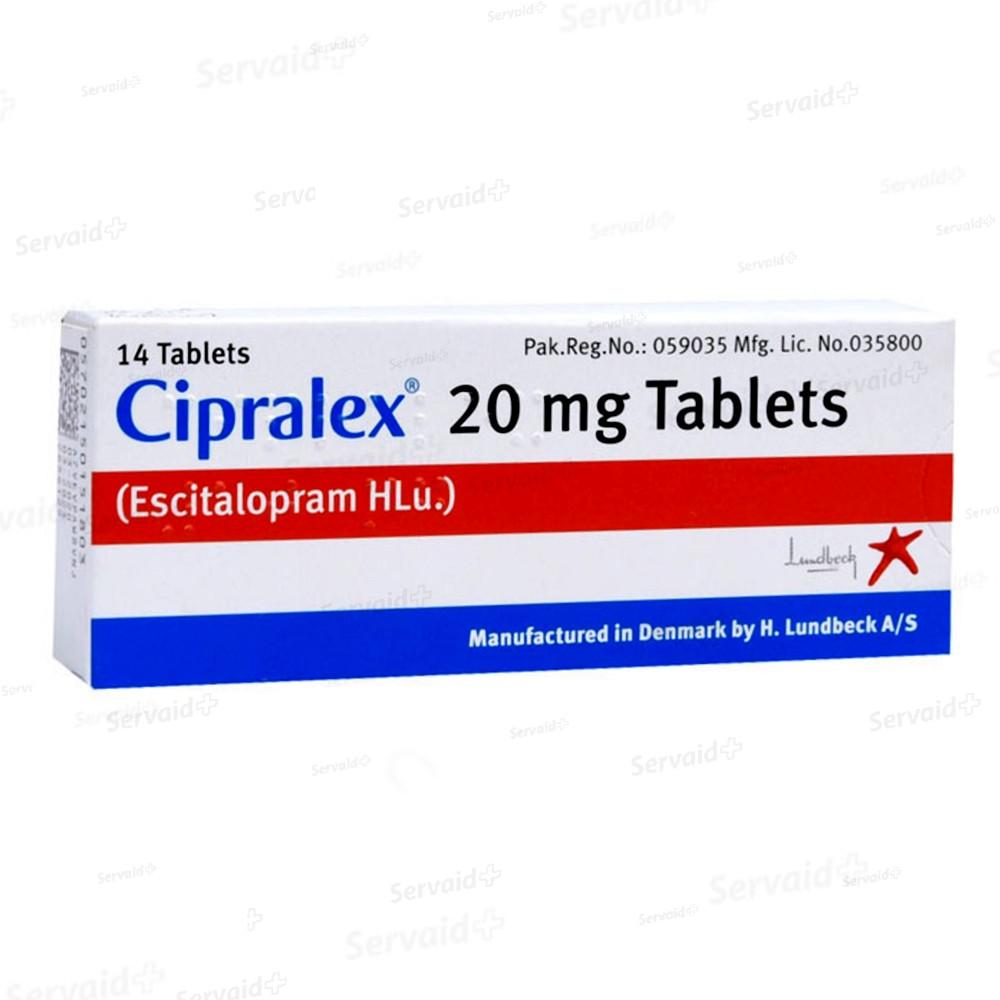 14 Tablets
Pak.Reg.No.: 059035 Mfg. Lic. No.035800
Cipralex® 20 mg Tablets
(Escitalopram HLu.)
Lundbeck
Manufactured in Denmark by H. Lundbeck A/S
Servaid